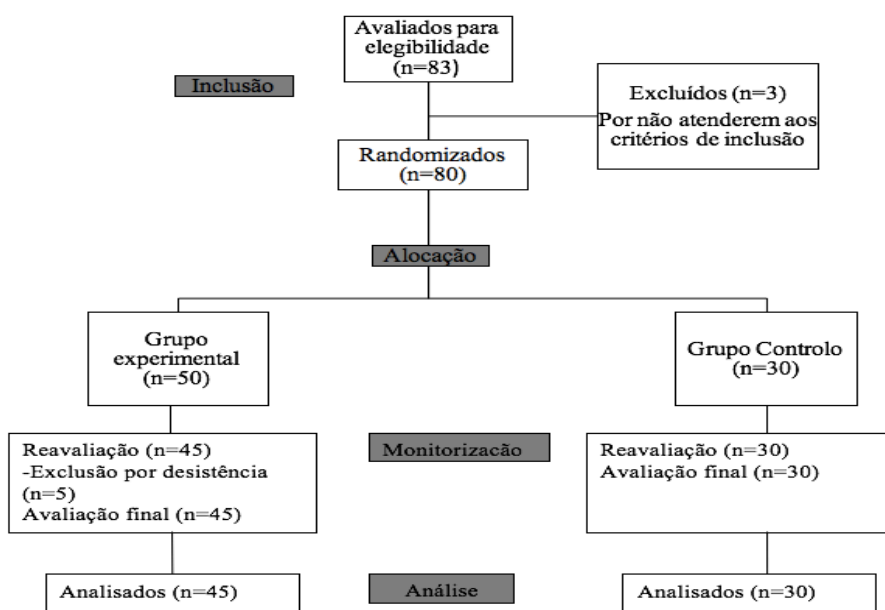 Avaliados para
elegibilidade
(n=83)
Inclusão
Excluídos (n=3)
Por não atenderem aos
critérios de inclusão
Randomizados
(n=80)
Alocação
Grupo
experimental
(n=50)
Grupo Controlo
(n=30)
Reavaliação (n=45)
-Exclusão por desistência
(n=5)
Avaliação final (n=45)
Monitorizacão
Reavaliação (n=30)
Avaliação final (n=30)
Analisados (n=45)
Análise
Analisados (n=30)